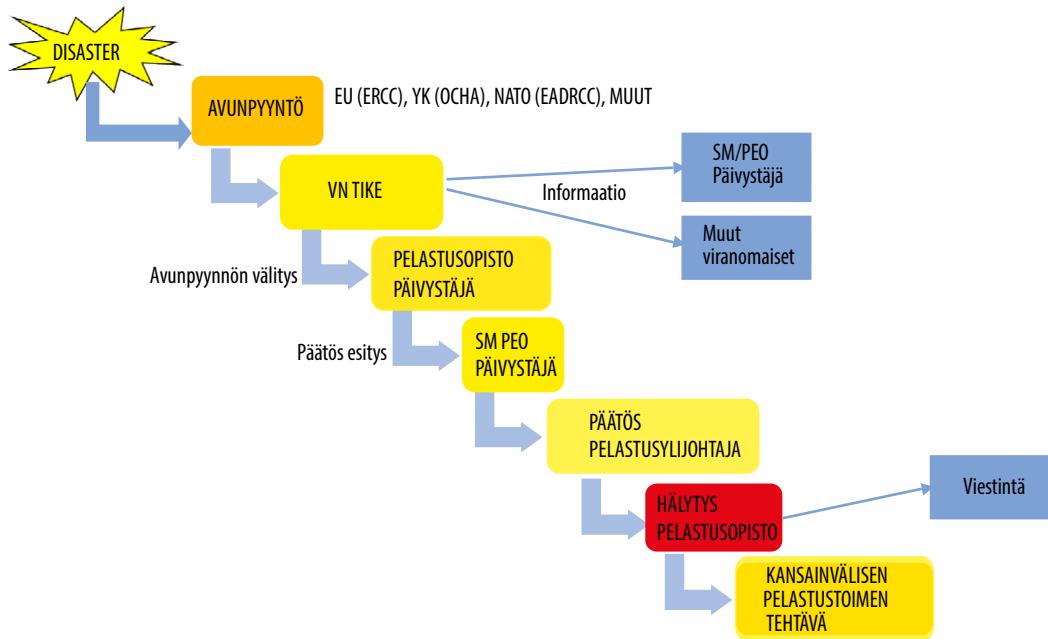 DISASTER
AVUNPYYNTÖ
EU (ERCC), YK (OCHA), NATO (EADRCC), MUUT
VN TIKE
Informaatio
SM/PEO
Päivystäjä
Muut
viranomaiset
Avunpyynnön välitys
PELASTUSOPISTO
PÄIVYSTÄJÄ
Päätös esitys
SM PEO
PÄIVYSTÄJÄ
PÄÄTÖS
PELASTUSYLIJOHTAJA
HÄLYTYS
PELASTUSOPISTO
Viestintä
KANSAINVÄLISEN
PELASTUSTOIMEN
TEHTÄVÄ